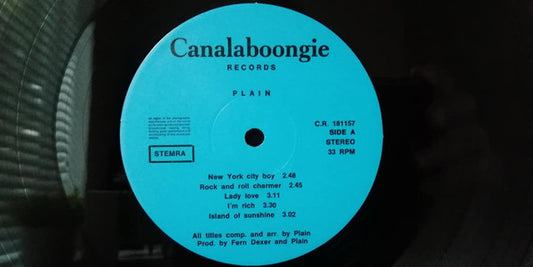 Canalaboongie
RECORDS
PLAIN
C.R. 181157
SIDE A
STEREO
33 RPM
STEMRA
New York city boy 2.48
Rock and roll charmer 2.45
Lady love 3.11
I'm rich 3.30
Island of sunshine 3.02
All titles comp. and arr. by Plain
Prod. by Fern Dexer and Plain